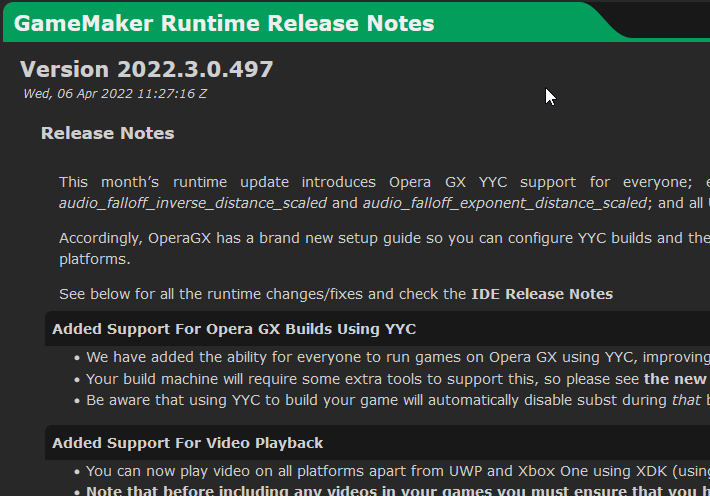 GameMaker Runtime Release Notes
Version 2022.3.0.497
Wed, 06 Apr 2022 11:27:16 Z
Release Notes
This month’s runtime update introduces Opera GX YYC support for everyone;
audio_falloff_inverse_distance_scaled and audio_falloff_exponent_distance_scaled; and all
Accordingly, OperaGX has a brand new setup guide so you can configure YYC builds and the
platforms.
See below for all the runtime changes/fixes and check the IDE Release Notes
Added Support For Opera GX Builds Using YYC
• We have added the ability for everyone to run games on Opera GX using YYC, improving
• Your build machine will require some extra tools to support this, so please see the new
• Be aware that using YYC to build your game will automatically disable subst during that
Added Support For Video Playback
• You can now play video on all platforms apart from UWP and Xbox One using XDK (using
• Note that before including any videos in your games you must ensure that you